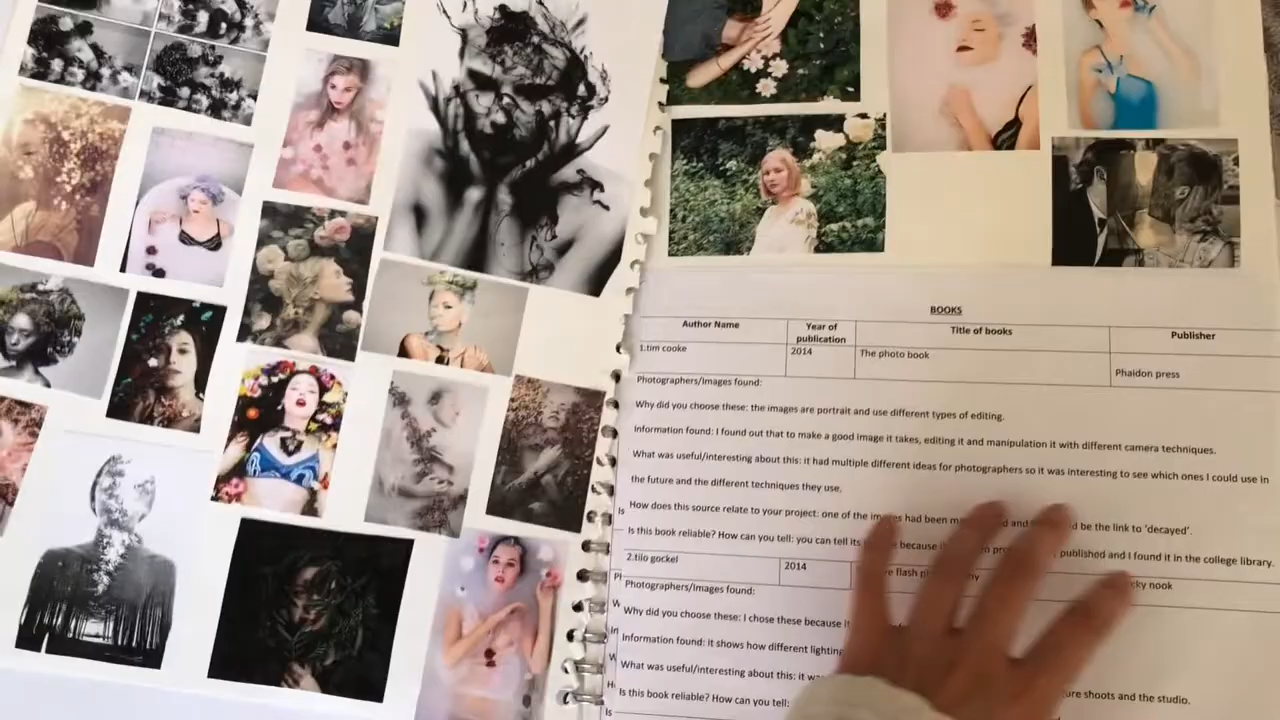 BOOKS
Author Name Year of publication Title of books Publisher
1.tim cooke 2014 The photo book Phaidon press
Photographers/Images found:
Why did you choose these: the images are portrait and use different types of editing.
Information found: I found out that to make a good image it takes, editing it and manipulation it with different camera techniques.
What was useful/interesting about this: it had multiple different ideas for photographers so it was interesting to see which ones I could use in
the future and the different techniques they use.
How does this source relate to your project: one of the images had been and be the link to 'decayed'.
Is this book reliable? How can you tell: you can tell its because published and I found it in the college library.
2.tilo gockel 2014 flash nook
Photographers/Images found:
Why did you choose these: I chose these because
Information found: it shows how different lighting
What was useful/interesting about this: it
Is this book reliable? How can you tell: shoots and the studio.
Is